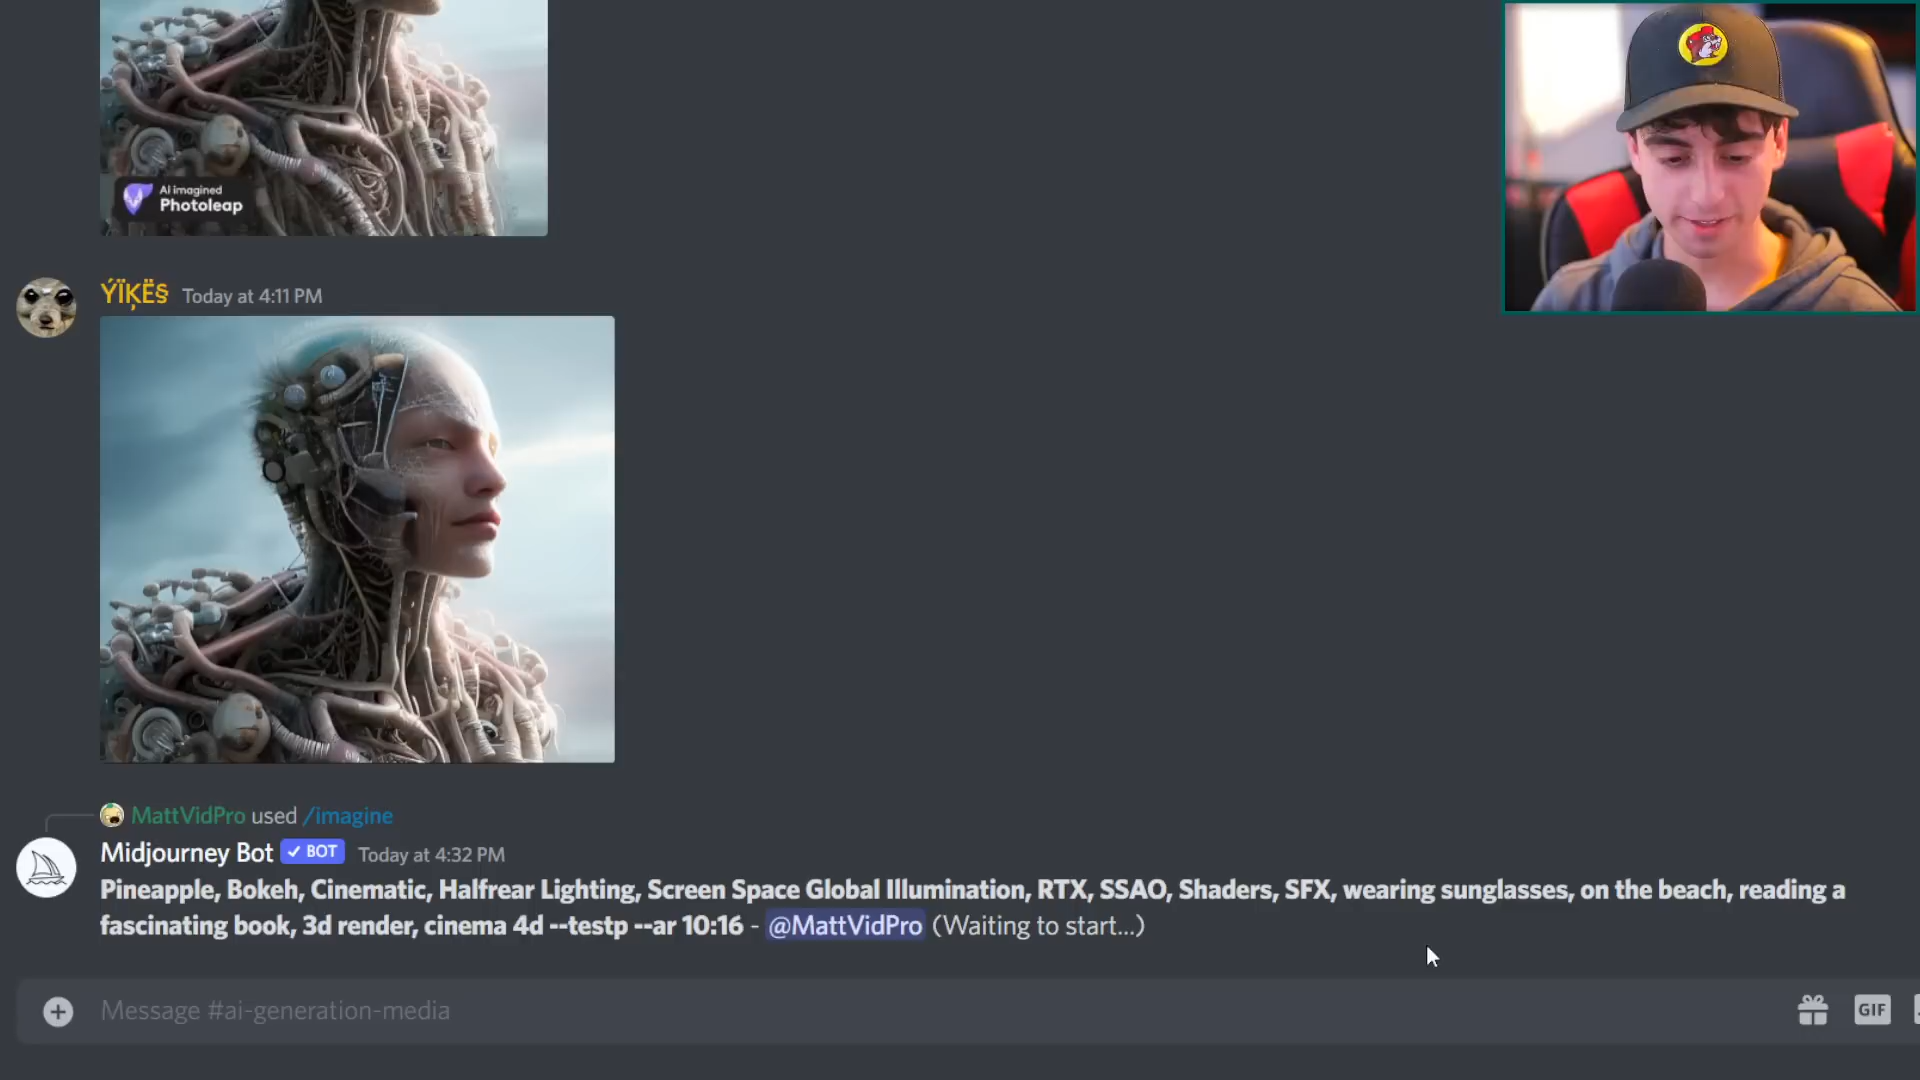 AI imagined
Photoleap
ÝÏĶË§ Today at 4:11 PM
MattVidPro used /imagine
Midjourney Bot ✓ BOT Today at 4:32 PM
Pineapple, Bokeh, Cinematic, Halfrear Lighting, Screen Space Global Illumination, RTX, SSAO, Shaders, SFX, wearing sunglasses, on the beach, reading a
fascinating book, 3d render, cinema 4d --testp --ar 10:16 - @MattVidPro (Waiting to start...)
Message #ai-generation-media
GIF